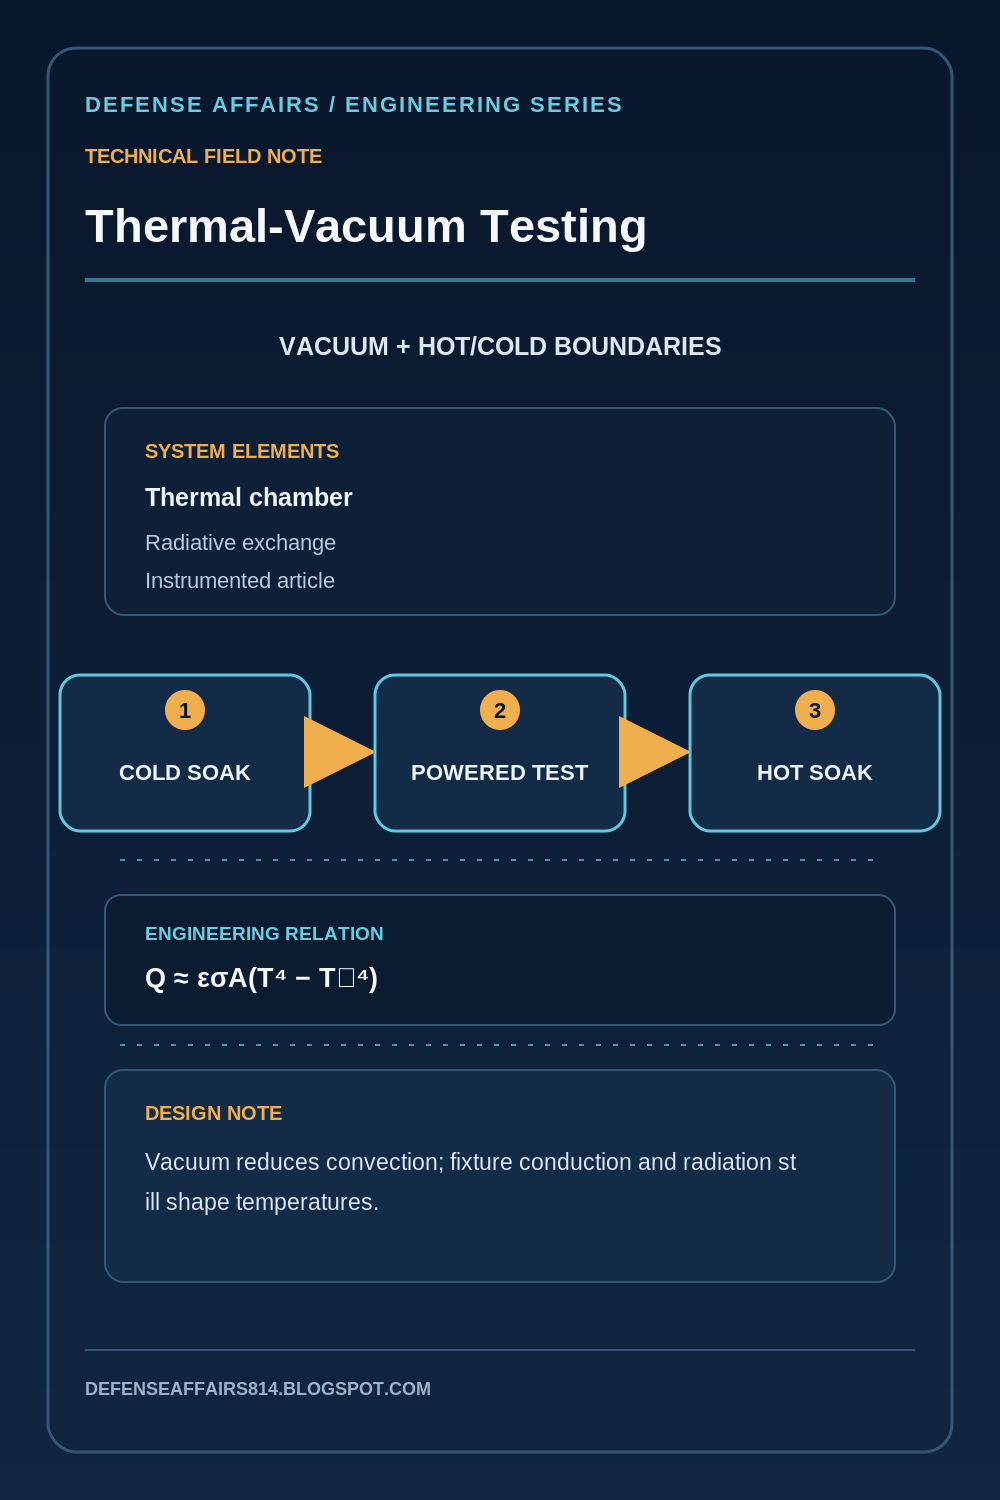 DEFENSE AFFAIRS / ENGINEERING SERIES
TECHNICAL FIELD NOTE
Thermal-Vacuum Testing
VACUUM + HOT/COLD BOUNDARIES
SYSTEM ELEMENTS
Thermal chamber
Radiative exchange
Instrumented article
1
2
3
COLD SOAK
POWERED TEST
HOT SOAK
ENGINEERING RELATION
Q ≈ εσA(T⁴ − T□⁴)
DESIGN NOTE
Vacuum reduces convection; fixture conduction and radiation st
ill shape temperatures.
DEFENSEAFFAIRS814.BLOGSPOT.COM